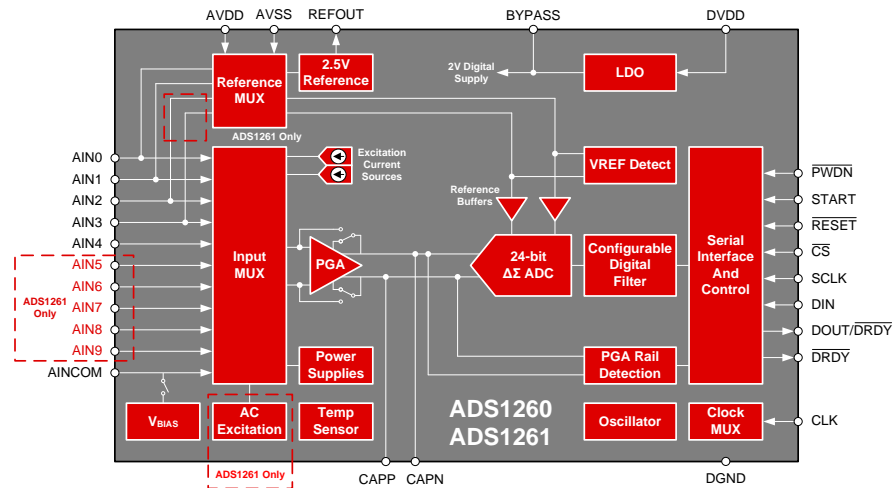 AVDD
AVSS
REFOUT
BYPASS
DVDD
Reference
MUX
2.5V
Reference
2V Digital
Supply
LDO
ADS1261 Only
AIN0
AIN1
AIN2
AIN3
AIN4
AIN5
AIN6
AIN7
AIN8
AIN9
AINCOM
ADS1261
Only
Input
MUX
Excitation
Current
Sources
PGA
Reference
Buffers
VREF Detect
24-bit
ΔΣ ADC
Configurable
Digital
Filter
Serial
Interface
And
Control
PWDN
START
RESET
CS
SCLK
DIN
DOUT/DRDY
DRDY
Power
Supplies
PGA Rail
Detection
VBIAS
AC
Excitation
Temp
Sensor
ADS1260
ADS1261
Oscillator
Clock
MUX
CLK
ADS1261 Only
CAPP
CAPN
DGND